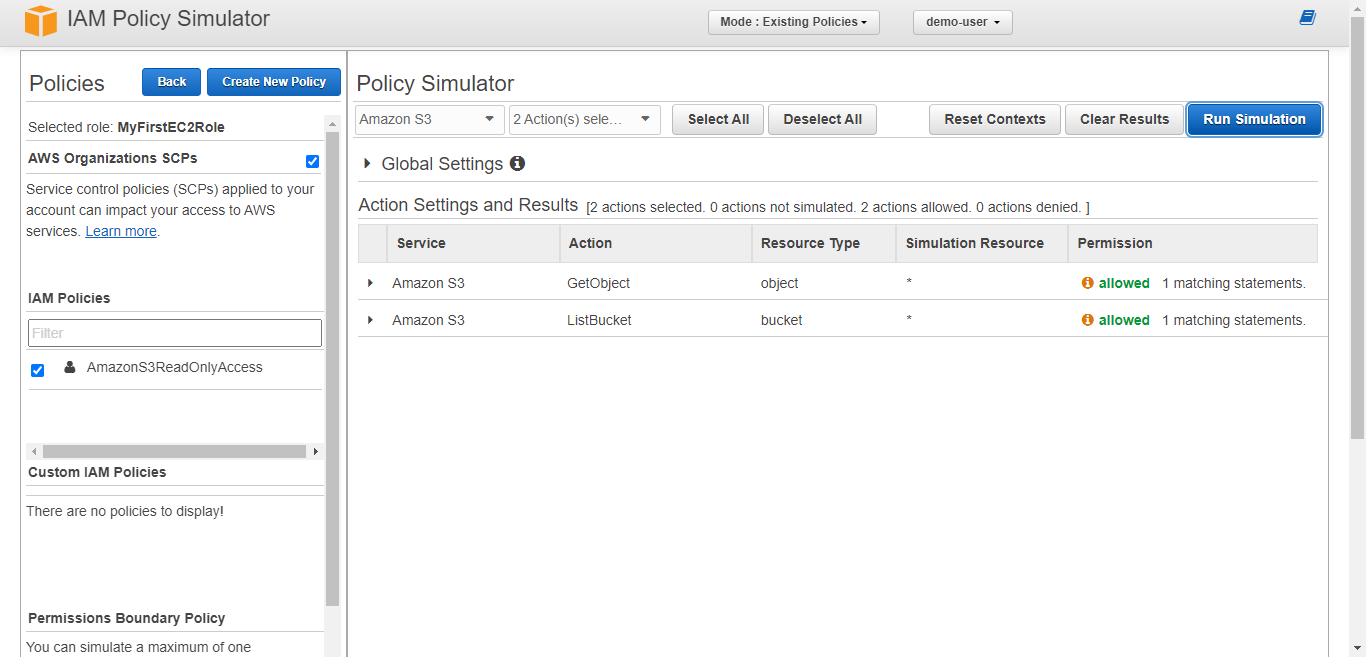 IAM Policy Simulator
Mode : Existing Policies
demo-user
Policies
Back
Create New Policy
Selected role: MyFirstEC2Role
AWS Organizations SCPs
Service control policies (SCPs) applied to your
account can impact your access to AWS
services. Learn more.
IAM Policies
Filter
AmazonS3ReadOnlyAccess
Custom IAM Policies
There are no policies to display!
Permissions Boundary Policy
You can simulate a maximum of one
Policy Simulator
Amazon S3
2 Action(s) sele...
Select All
Deselect All
Reset Contexts
Clear Results
Run Simulation
Global Settings
Action Settings and Results [2 actions selected. 0 actions not simulated. 2 actions allowed. 0 actions denied. ]
Service Action Resource Type Simulation Resource Permission
Amazon S3 GetObject object * allowed 1 matching statements.
Amazon S3 ListBucket bucket * allowed 1 matching statements.